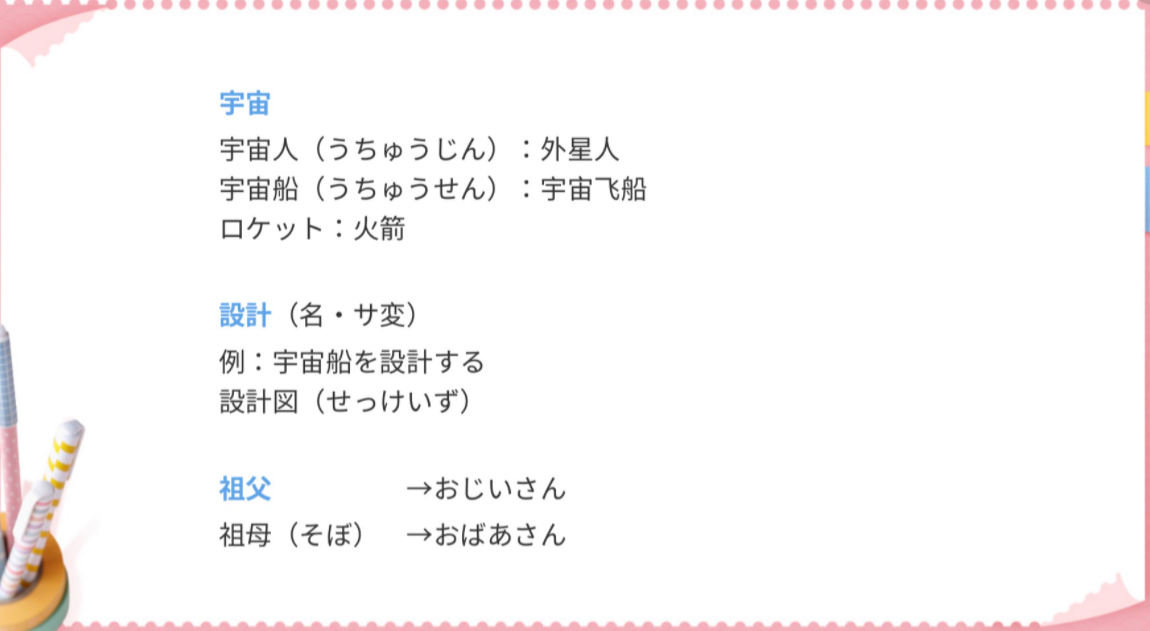 宇宙
宇宙人（うちゅうじん）：外星人
宇宙船（うちゅうせん）：宇宙飞船
ロケット：火箭
設計（名・サ変）
例：宇宙船を設計する
設計図（せっけいず）
祖父 →おじいさん
祖母（そぼ） →おばあさん